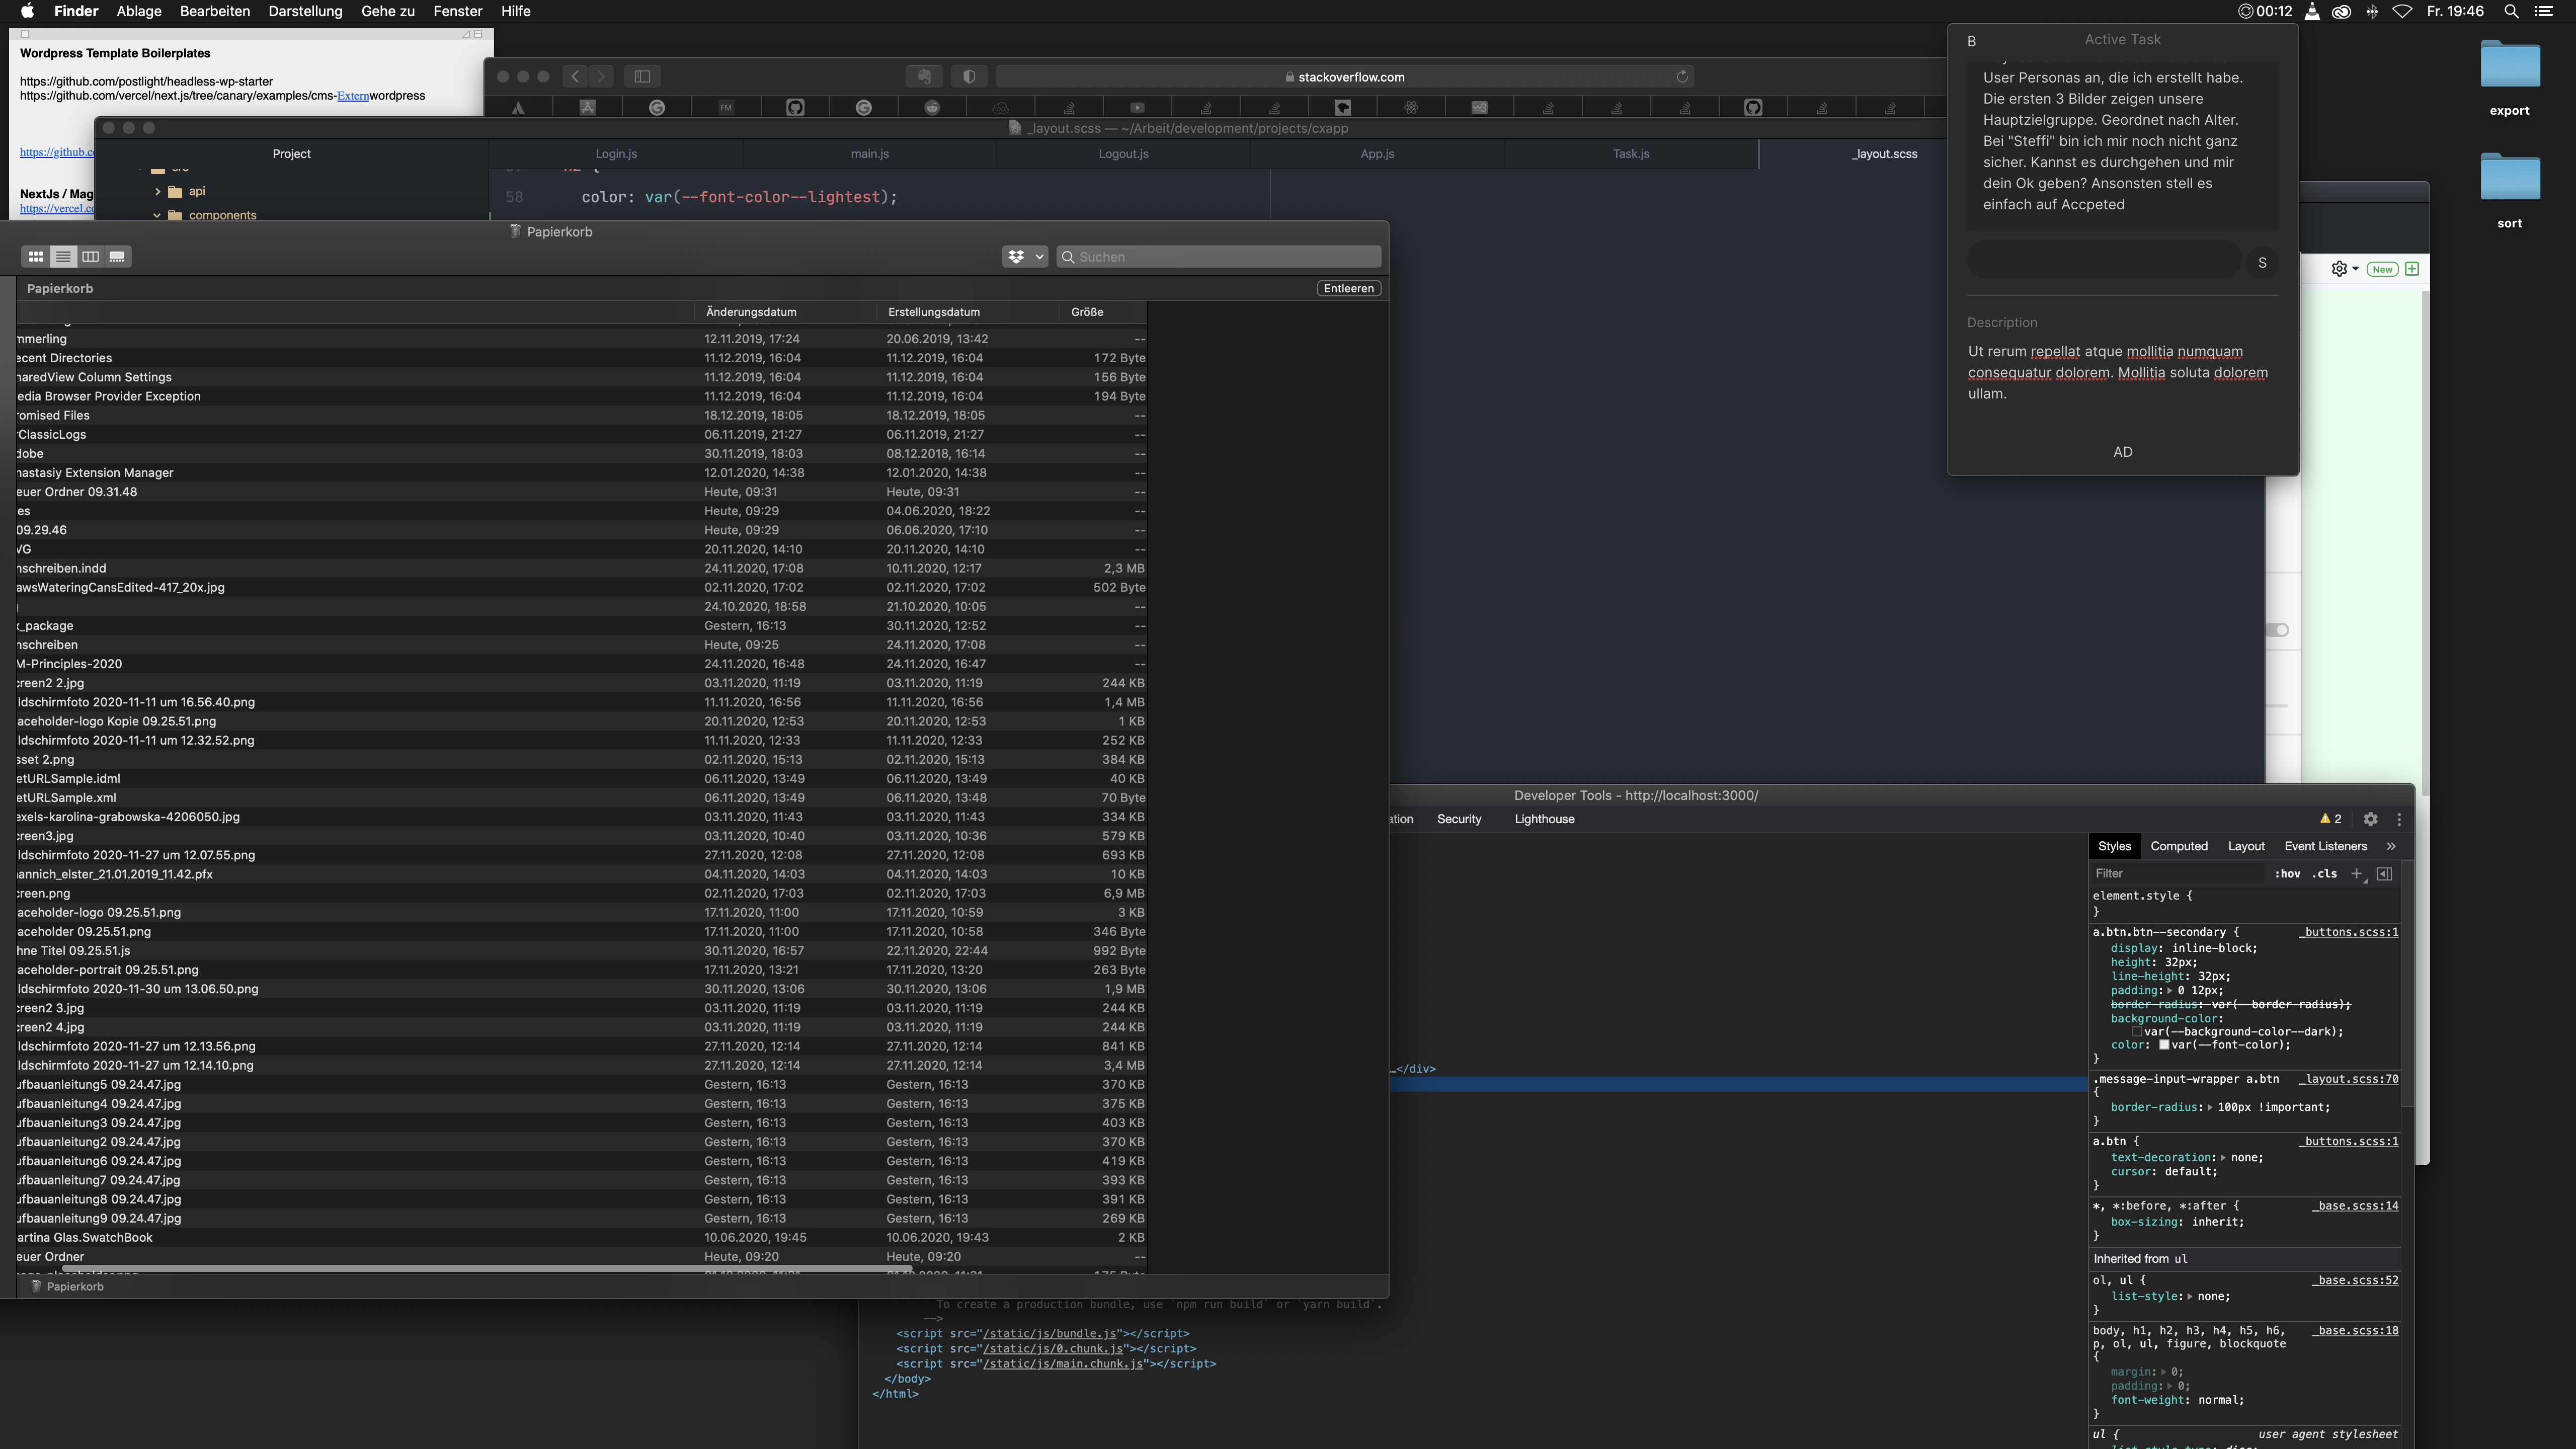 Finder Ablage Bearbeiten Darstellung Gehe zu Fenster Hilfe
00:12 Fr. 19:46
Wordpress Template Boilerplates
https://github.com/postlight/headless-wp-starter
https://github.com/vercel/next.js/tree/canary/examples/cms-Externwordpress
https://github.c
NextJs / Mag
https://vercel.c
stackoverflow.com
FM
_layout.scss — ~/Arbeit/development/projects/cxapp
Project Login.js main.js Logout.js App.js Task.js _layout.scss
api
components
58 color: var(--font-color--lightest);
B Active Task
User Personas an, die ich erstellt habe.
Die ersten 3 Bilder zeigen unsere
Hauptzielgruppe. Geordnet nach Alter.
Bei "Steffi" bin ich mir noch nicht ganz
sicher. Kannst es durchgehen und mir
dein Ok geben? Ansonsten stell es
einfach auf Accpeted
S
Description
Ut rerum repellat atque mollitia numquam
consequatur dolorem. Mollitia soluta dolorem
ullam.
AD
export
sort
New
Papierkorb
Suchen
Papierkorb Entleeren
Änderungsdatum Erstellungsdatum Größe
mmerling 12.11.2019, 17:24 20.06.2019, 13:42 --
ecent Directories 11.12.2019, 16:04 11.12.2019, 16:04 172 Byte
naredView Column Settings 11.12.2019, 16:04 11.12.2019, 16:04 156 Byte
edia Browser Provider Exception 11.12.2019, 16:04 11.12.2019, 16:04 194 Byte
omised Files 18.12.2019, 18:05 18.12.2019, 18:05 --
rClassicLogs 06.11.2019, 21:27 06.11.2019, 21:27 --
dobe 30.11.2019, 18:03 08.12.2018, 16:14 --
nastasiy Extension Manager 12.01.2020, 14:38 12.01.2020, 14:38 --
euer Ordner 09.31.48 Heute, 09:31 Heute, 09:31 --
es Heute, 09:29 04.06.2020, 18:22 --
09.29.46 Heute, 09:29 06.06.2020, 17:10 --
VG 20.11.2020, 14:10 20.11.2020, 14:10 --
nschreiben.indd 24.11.2020, 17:08 10.11.2020, 12:17 2,3 MB
awsWateringCansEdited-417_20x.jpg 02.11.2020, 17:02 02.11.2020, 17:02 502 Byte
24.10.2020, 18:58 21.10.2020, 10:05 --
x_package Gestern, 16:13 30.11.2020, 12:52 --
nschreiben Heute, 09:25 24.11.2020, 17:08 --
M-Principles-2020 24.11.2020, 16:48 24.11.2020, 16:47 --
creen2 2.jpg 03.11.2020, 11:19 03.11.2020, 11:19 244 KB
ldschirmfoto 2020-11-11 um 16.56.40.png 11.11.2020, 16:56 11.11.2020, 16:56 1,4 MB
aceholder-logo Kopie 09.25.51.png 20.11.2020, 12:53 20.11.2020, 12:53 1 KB
ldschirmfoto 2020-11-11 um 12.32.52.png 11.11.2020, 12:33 11.11.2020, 12:33 252 KB
sset 2.png 02.11.2020, 15:13 02.11.2020, 15:13 384 KB
etURLSample.idml 06.11.2020, 13:49 06.11.2020, 13:49 40 KB
etURLSample.xml 06.11.2020, 13:49 06.11.2020, 13:48 70 Byte
exels-karolina-grabowska-4206050.jpg 03.11.2020, 11:43 03.11.2020, 11:43 334 KB
creen3.jpg 03.11.2020, 10:40 03.11.2020, 10:36 579 KB
ldschirmfoto 2020-11-27 um 12.07.55.png 27.11.2020, 12:08 27.11.2020, 12:08 693 KB
annich_elster_21.01.2019_11.42.pfx 04.11.2020, 14:03 04.11.2020, 14:03 10 KB
creen.png 02.11.2020, 17:03 02.11.2020, 17:03 6,9 MB
aceholder-logo 09.25.51.png 17.11.2020, 11:00 17.11.2020, 10:59 3 KB
aceholder 09.25.51.png 17.11.2020, 11:00 17.11.2020, 10:58 346 Byte
hne Titel 09.25.51.js 30.11.2020, 16:57 22.11.2020, 22:44 992 Byte
aceholder-portrait 09.25.51.png 17.11.2020, 13:21 17.11.2020, 13:20 263 Byte
ldschirmfoto 2020-11-30 um 13.06.50.png 30.11.2020, 13:06 30.11.2020, 13:06 1,9 MB
creen2 3.jpg 03.11.2020, 11:19 03.11.2020, 11:19 244 KB
creen2 4.jpg 03.11.2020, 11:19 03.11.2020, 11:19 244 KB
ldschirmfoto 2020-11-27 um 12.13.56.png 27.11.2020, 12:14 27.11.2020, 12:14 841 KB
ldschirmfoto 2020-11-27 um 12.14.10.png 27.11.2020, 12:14 27.11.2020, 12:14 3,4 MB
ufbauanleitung5 09.24.47.jpg Gestern, 16:13 Gestern, 16:13 370 KB
ufbauanleitung4 09.24.47.jpg Gestern, 16:13 Gestern, 16:13 375 KB
ufbauanleitung3 09.24.47.jpg Gestern, 16:13 Gestern, 16:13 403 KB
ufbauanleitung2 09.24.47.jpg Gestern, 16:13 Gestern, 16:13 370 KB
ufbauanleitung6 09.24.47.jpg Gestern, 16:13 Gestern, 16:13 419 KB
ufbauanleitung7 09.24.47.jpg Gestern, 16:13 Gestern, 16:13 393 KB
ufbauanleitung8 09.24.47.jpg Gestern, 16:13 Gestern, 16:13 391 KB
ufbauanleitung9 09.24.47.jpg Gestern, 16:13 Gestern, 16:13 269 KB
artina Glas.SwatchBook 10.06.2020, 19:45 10.06.2020, 19:43 2 KB
euer Ordner Heute, 09:20 Heute, 09:20 --
Papierkorb
Developer Tools - http://localhost:3000/
ation Security Lighthouse 2
…</div>
To create a production bundle, use `npm run build` or `yarn build`.
-->
<script src="/static/js/bundle.js"></script>
<script src="/static/js/0.chunk.js"></script>
<script src="/static/js/main.chunk.js"></script>
</body>
</html>
Styles Computed Layout Event Listeners »
Filter :hov .cls +
element.style {
}
a.btn.btn--secondary { _buttons.scss:1
display: inline-block;
height: 32px;
line-height: 32px;
padding: 0 12px;
border-radius: var(--border-radius);
background-color:
var(--background-color--dark);
color: var(--font-color);
}
.message-input-wrapper a.btn _layout.scss:70
{
border-radius: 100px !important;
}
a.btn { _buttons.scss:1
text-decoration: none;
cursor: default;
}
*, *:before, *:after { _base.scss:14
box-sizing: inherit;
}
Inherited from ul
ol, ul { _base.scss:52
list-style: none;
}
body, h1, h2, h3, h4, h5, h6, _base.scss:18
p, ol, ul, figure, blockquote
{
margin: 0;
padding: 0;
font-weight: normal;
}
ul { user agent stylesheet